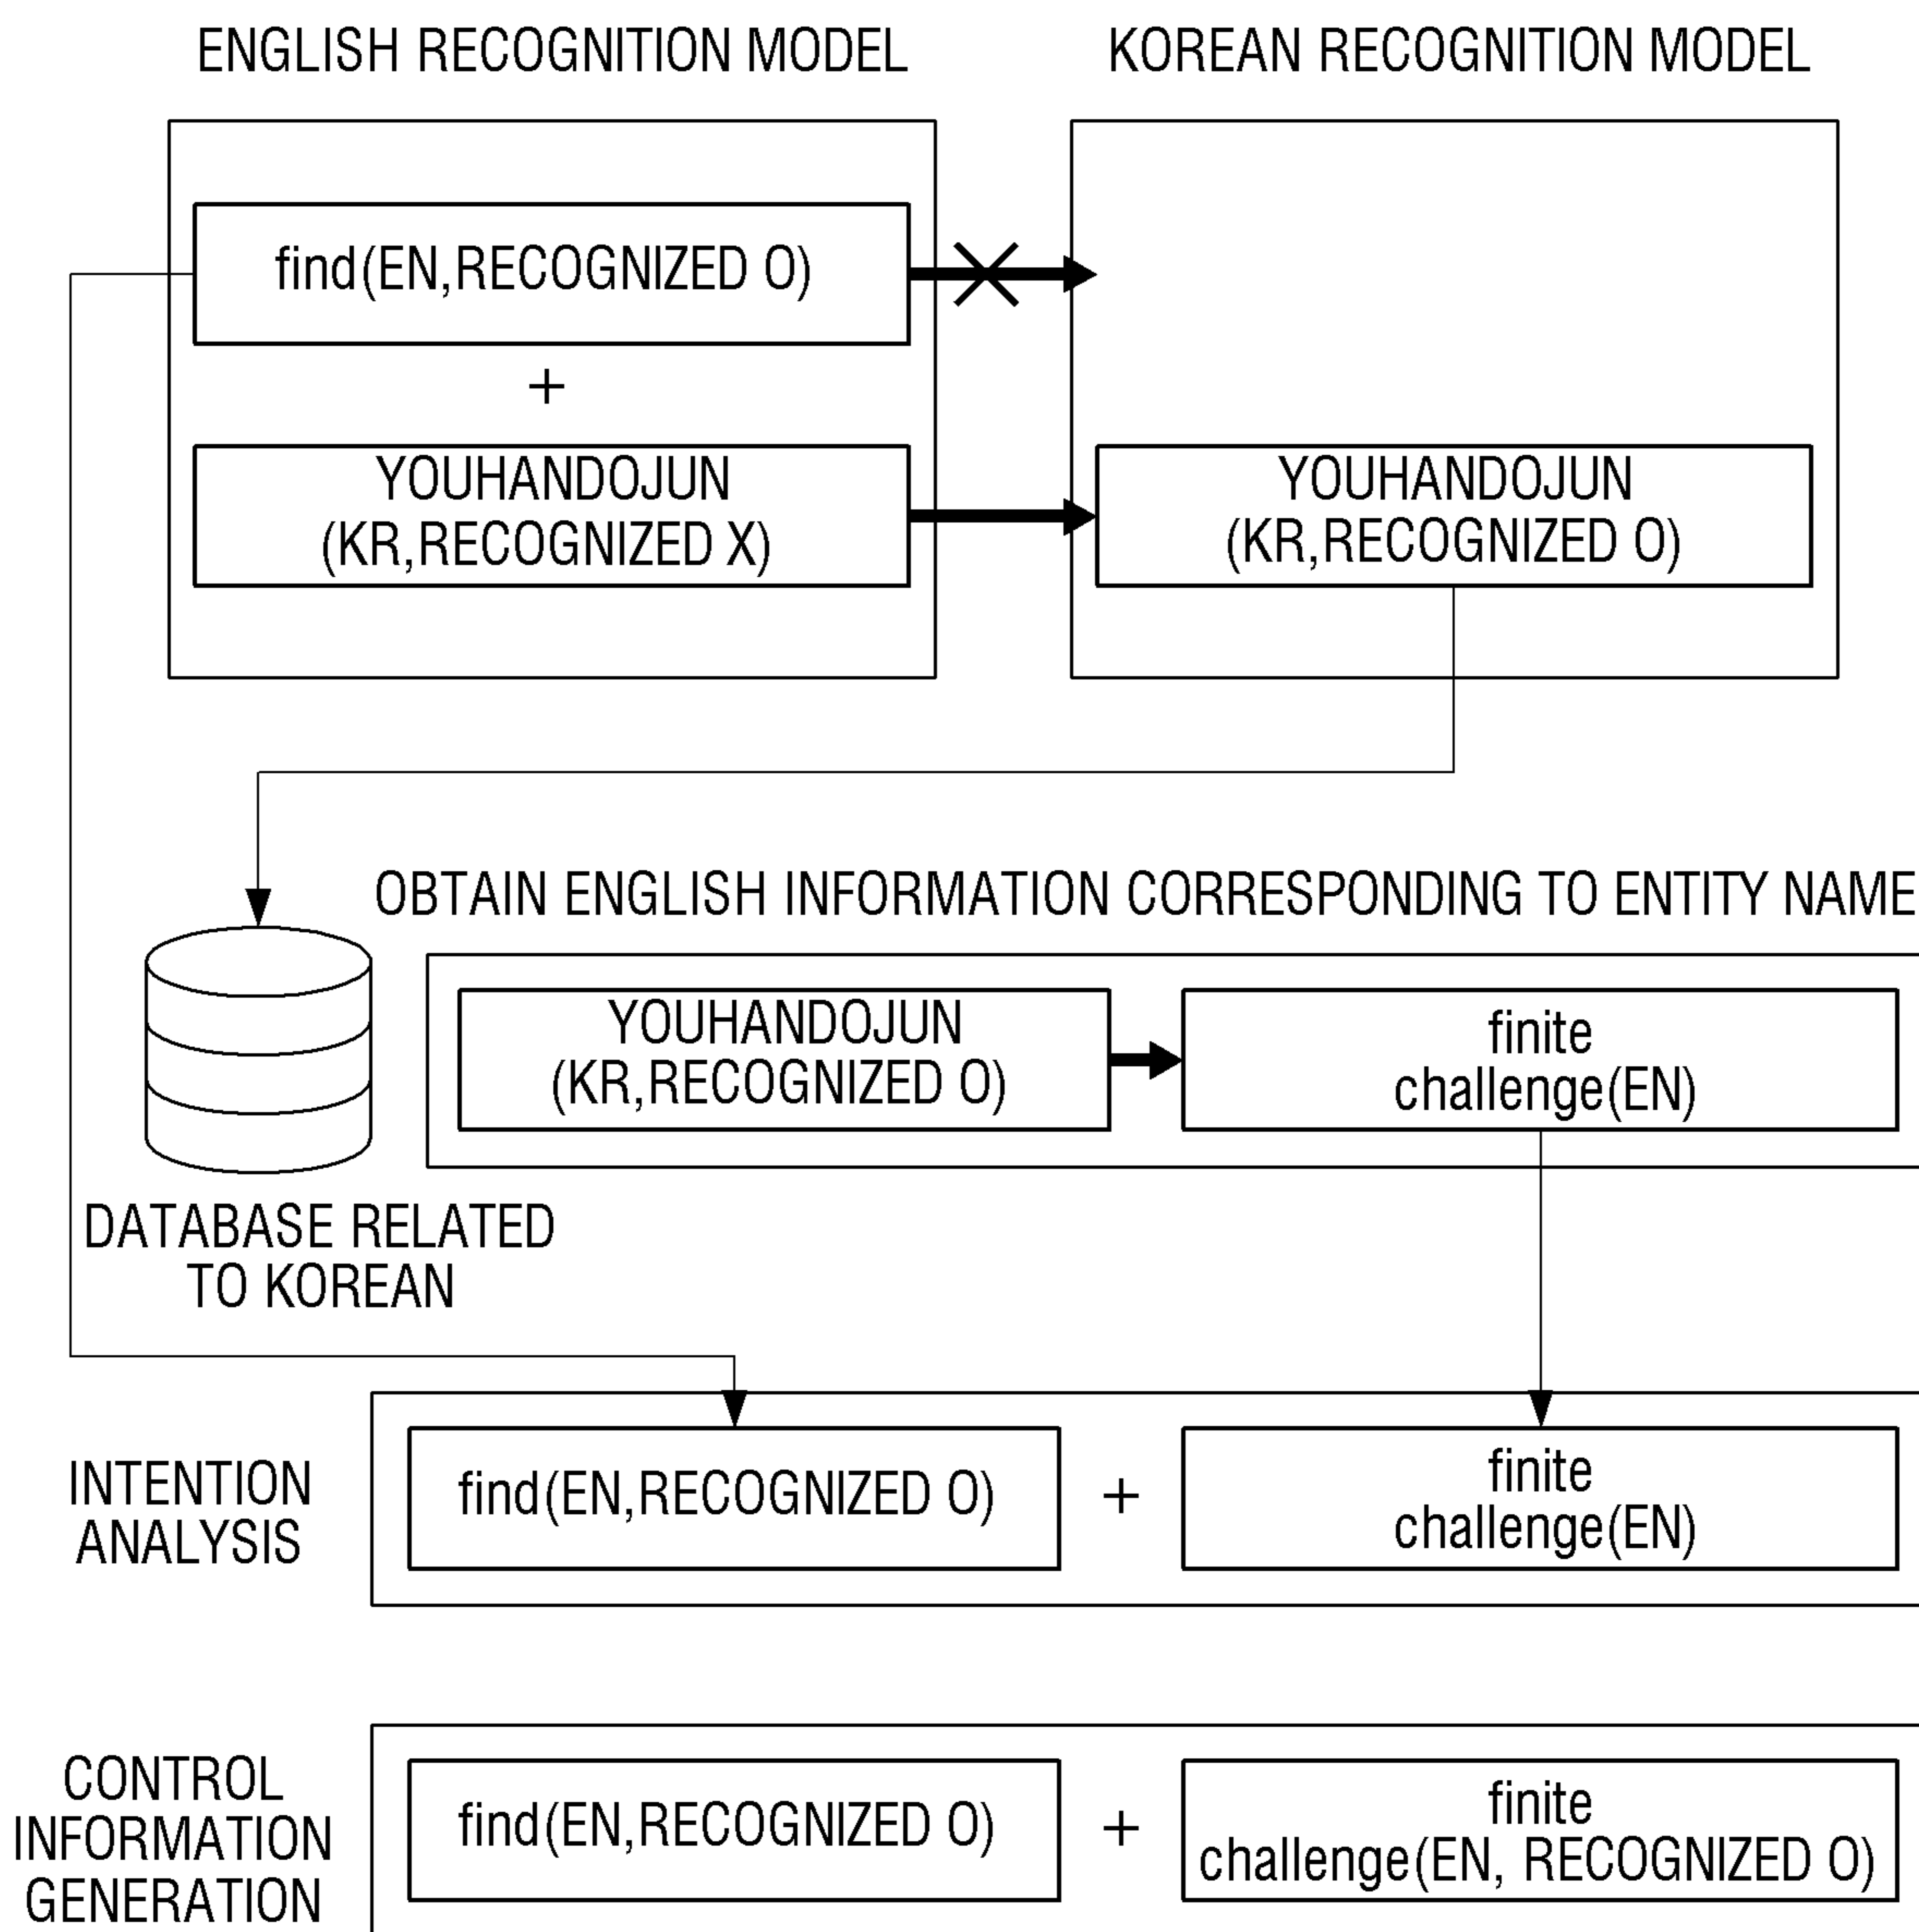 ENGLISH RECOGNITION MODEL
KOREAN RECOGNITION MODEL
find(EN,RECOGNIZED O)
+
YOUHANDOJUN
(KR,RECOGNIZED X)
YOUHANDOJUN
(KR,RECOGNIZED O)
OBTAIN ENGLISH INFORMATION CORRESPONDING TO ENTITY NAME
YOUHANDOJUN
(KR,RECOGNIZED O)
finite
challenge(EN)
DATABASE RELATED
TO KOREAN
INTENTION
ANALYSIS
find(EN,RECOGNIZED O)
+
finite
challenge(EN)
CONTROL
INFORMATION
GENERATION
find(EN,RECOGNIZED O)
+
finite
challenge(EN, RECOGNIZED O)